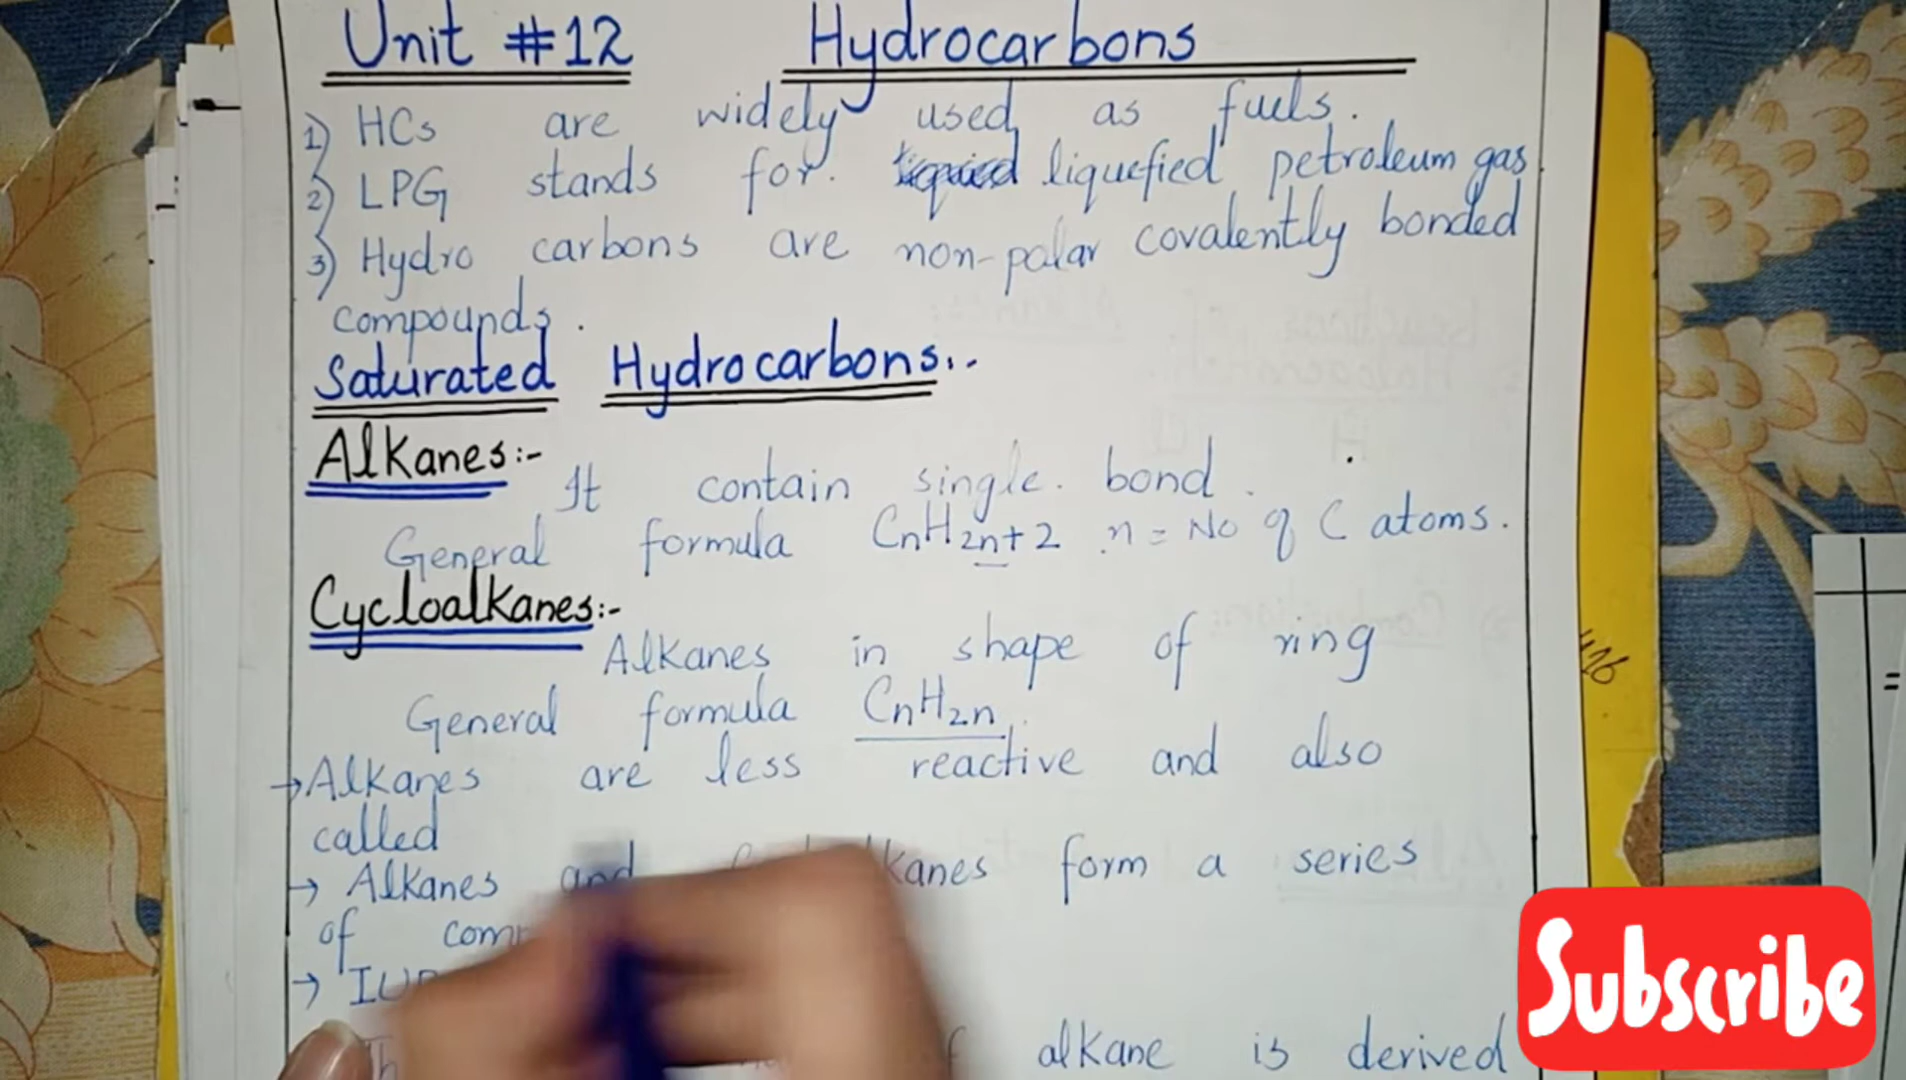 Unit #12 Hydrocarbons
1) HCs are widely used as fuels.
2) LPG stands for liquefied petroleum gas
3) Hydro carbons are non-polar covalently bonded
compounds.
Saturated Hydrocarbons:-
Alkanes:-
It contain single bond.
General formula CnH2n+2 n = No of C atoms.
Cycloalkanes:-
Alkanes in shape of ring
General formula CnH2n
→ Alkanes are less reactive and also
called
→ Alkanes and form a series
of
→
alkane is derived
416
=
Subscribe